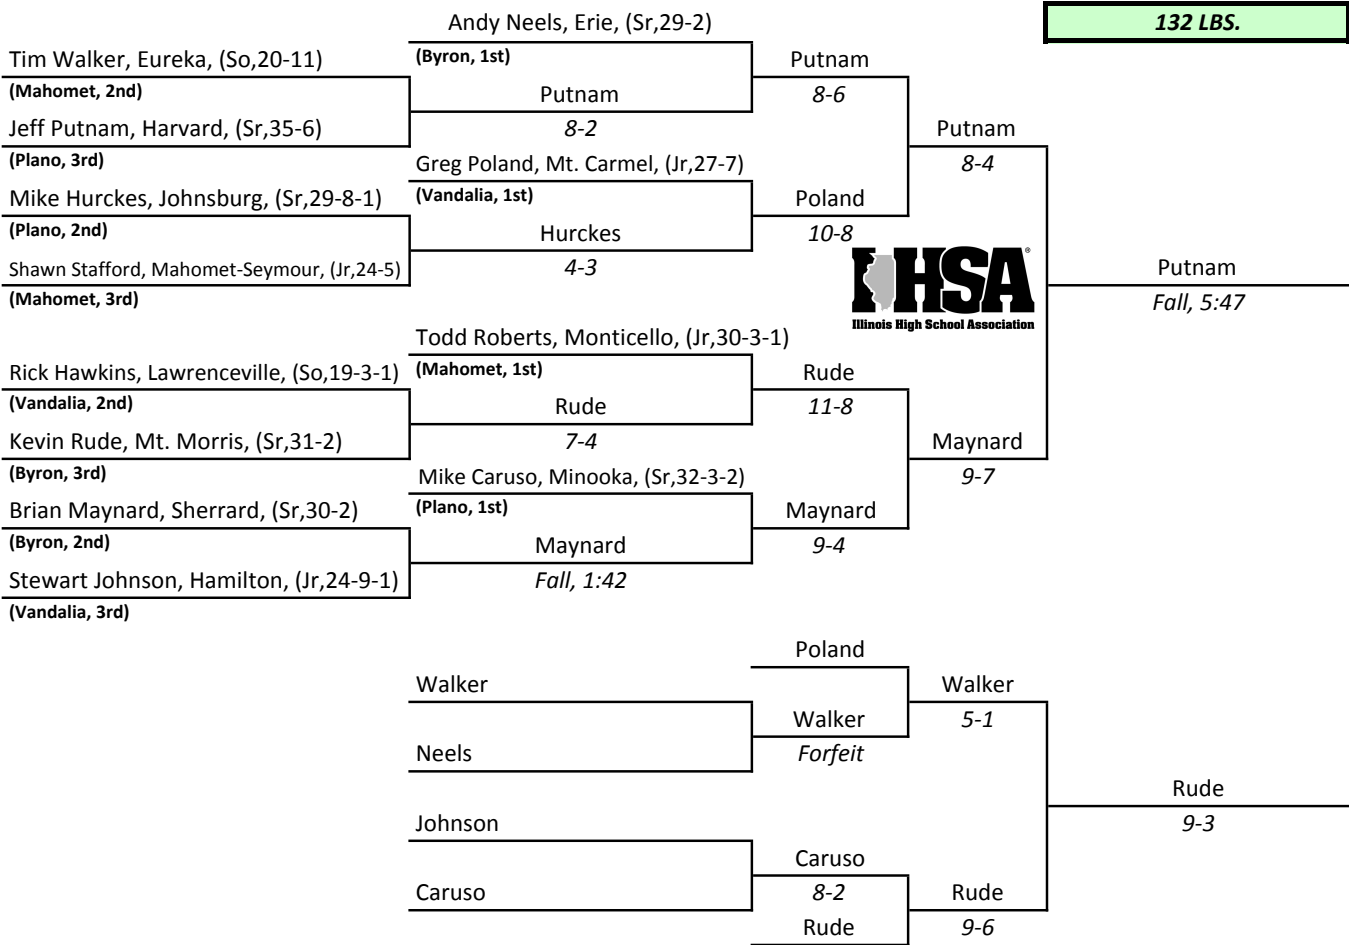 Andy Neels, Erie, (Sr,29-2)
132 LBS.
Tim Walker, Eureka, (So,20-11)
(Byron, 1st)
Putnam
(Mahomet, 2nd)
Putnam
8-6
Jeff Putnam, Harvard, (Sr,35-6)
8-2
Putnam
(Plano, 3rd)
Greg Poland, Mt. Carmel, (Jr,27-7)
8-4
Mike Hurckes, Johnsburg, (Sr,29-8-1)
(Vandalia, 1st)
Poland
(Plano, 2nd)
Hurckes
10-8
Shawn Stafford, Mahomet-Seymour, (Jr,24-5)
4-3
IHSA®
Putnam
(Mahomet, 3rd)
Fall, 5:47
Illinois High School Association
Todd Roberts, Monticello, (Jr,30-3-1)
Rick Hawkins, Lawrenceville, (So,19-3-1)
(Mahomet, 1st)
Rude
(Vandalia, 2nd)
Rude
11-8
Kevin Rude, Mt. Morris, (Sr,31-2)
7-4
Maynard
(Byron, 3rd)
Mike Caruso, Minooka, (Sr,32-3-2)
9-7
Brian Maynard, Sherrard, (Sr,30-2)
(Plano, 1st)
Maynard
(Byron, 2nd)
Maynard
9-4
Stewart Johnson, Hamilton, (Jr,24-9-1)
Fall, 1:42
(Vandalia, 3rd)
Poland
Walker
Walker
Walker
5-1
Neels
Forfeit
Rude
Johnson
9-3
Caruso
Caruso
8-2
Rude
Rude
9-6